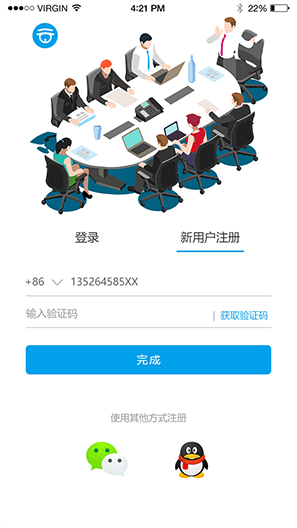 VIRGIN 4:21 PM 22%
登录 新用户注册
+86 135264585XX
输入验证码 | 获取验证码
完成
使用其他方式注册